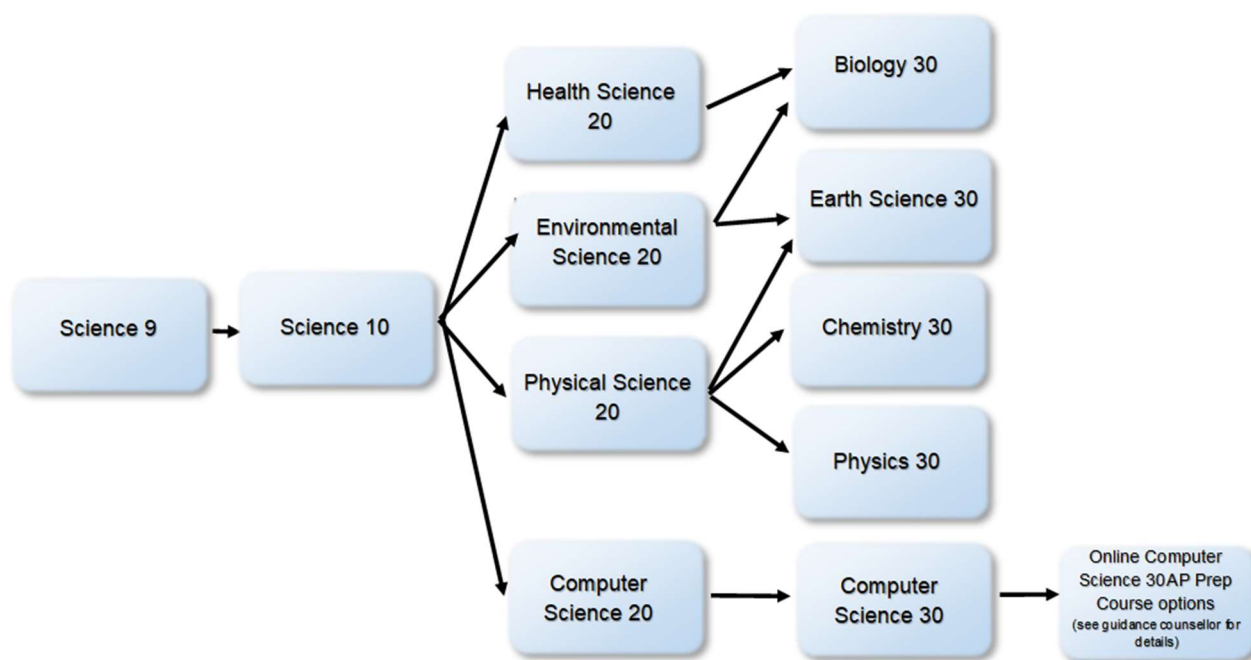 Science 9
Science 10
Health Science
20
Environmental
Science 20
Physical Science
20
Computer
Science 20
Biology 30
Earth Science 30
Chemistry 30
Physics 30
Computer
Science 30
Online Computer
Science 30AP Prep
Course options
(see guidance counsellor for
details)